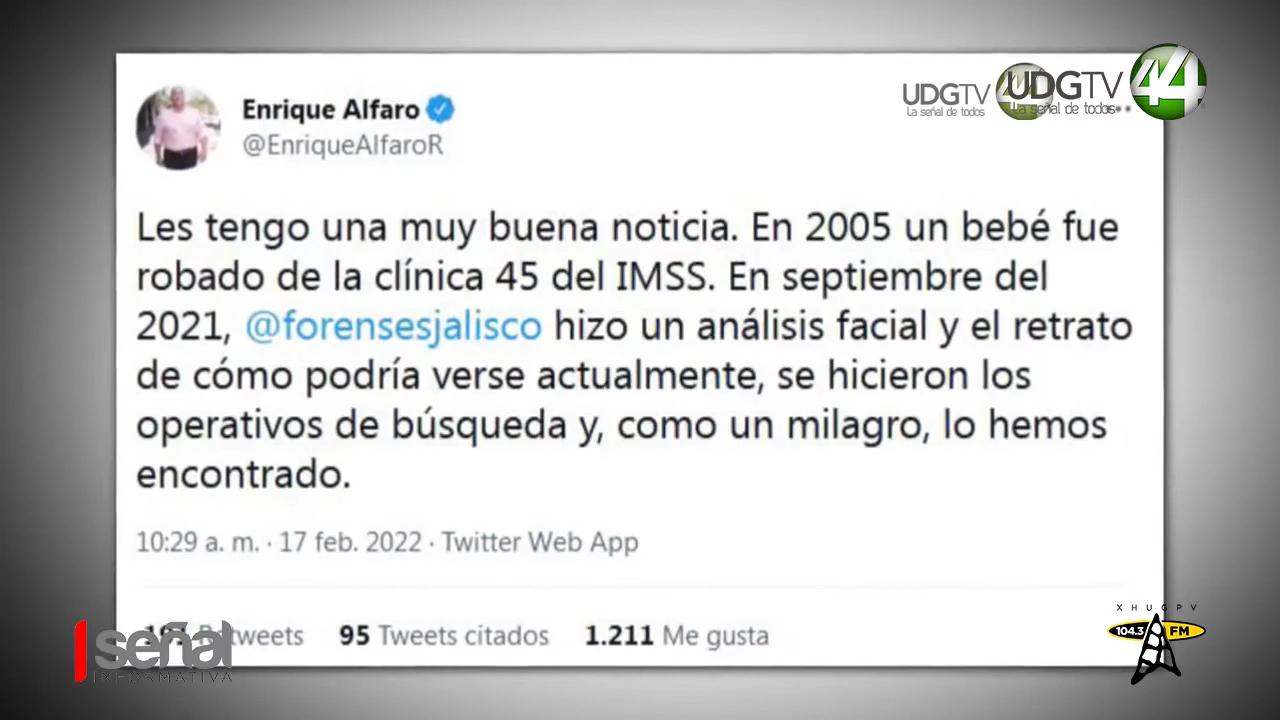 Enrique Alfaro
@EnriqueAlfaroR
UDGTV 44
La señal de todos
UDGTV 44
La señal de todos
Les tengo una muy buena noticia. En 2005 un bebé fue
robado de la clínica 45 del IMSS. En septiembre del
2021, @forensesjalisco hizo un análisis facial y el retrato
de cómo podría verse actualmente, se hicieron los
operativos de búsqueda y, como un milagro, lo hemos
encontrado.
10:29 a. m. · 17 feb. 2022 · Twitter Web App
Retweets 95 Tweets citados 1.211 Me gusta
señal
INFORMATIVA
XHUGPV
104.3 FM